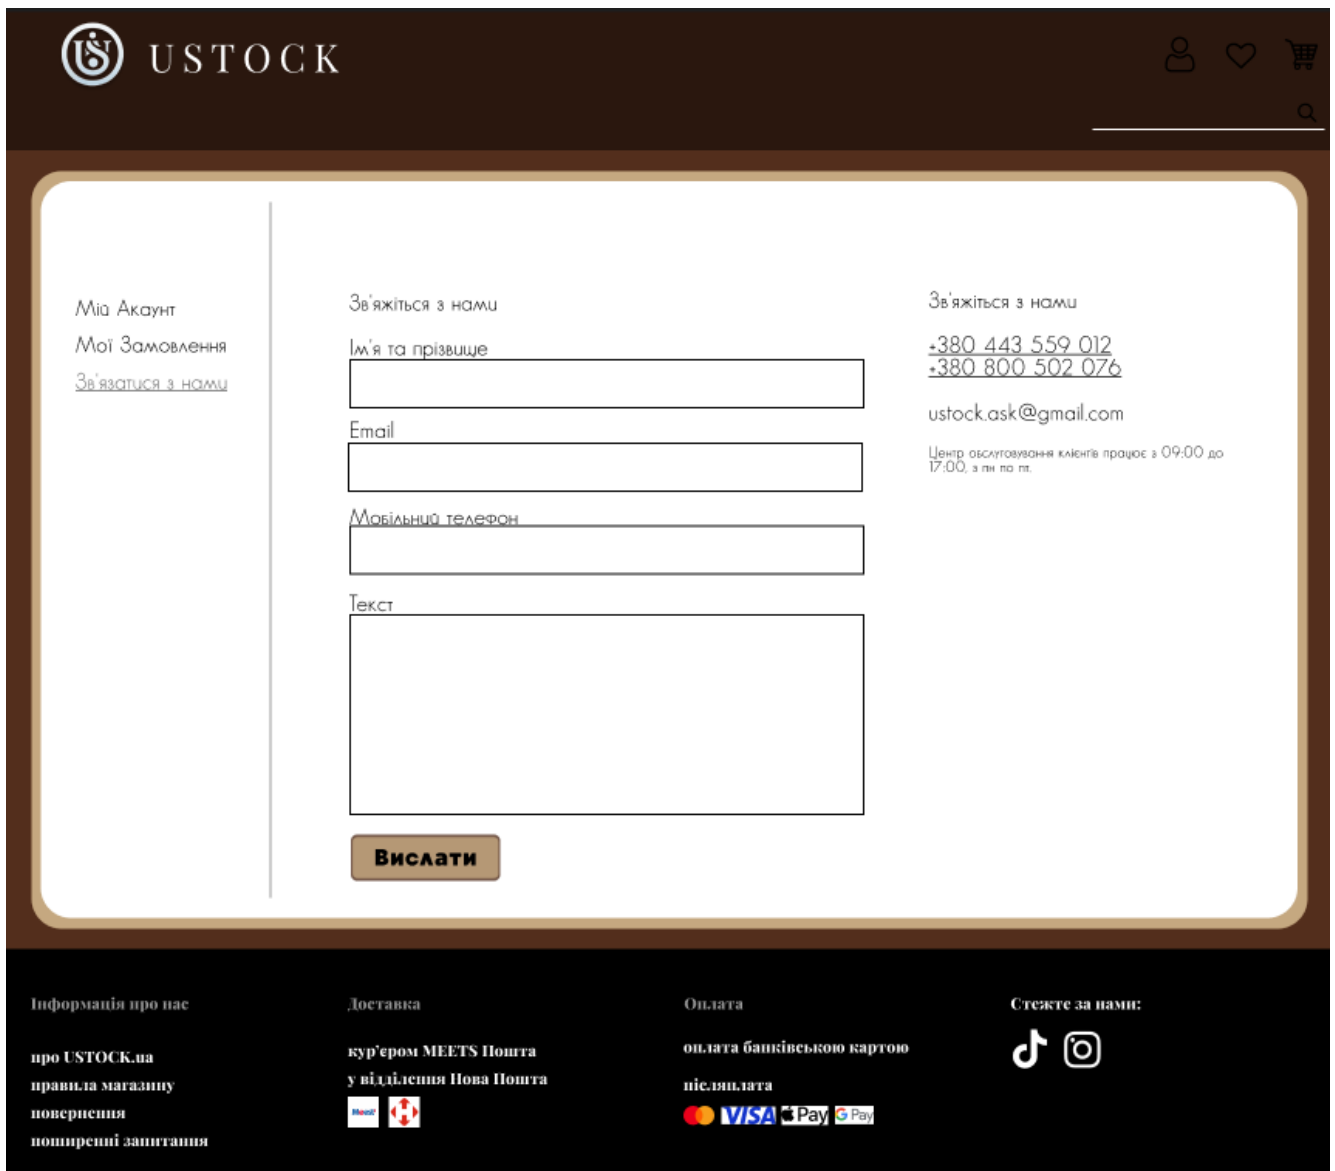 USTOCK
Мій Акаунт
Мої Замовлення
Зв'язатися з нами
Зв'яжіться з нами
Ім'я та прізвище
Email
Мобільний телефон
Текст
Вислати
Зв'яжіться з нами
+380 443 559 012
+380 800 502 076
ustock.ask@gmail.com
Центр обслуговування клієнтів працює з 09:00 до
17:00, з пн по пт.
Інформація про нас
про USTOCK.ua
правила магазину
повернення
поширенні запитання
Доставка
кур'єром MEETS Пошта
у відділення Нова Пошта
Meest
Оплата
оплата банківською картою
післяплата
VISA Pay G Pay
Стежте за нами: